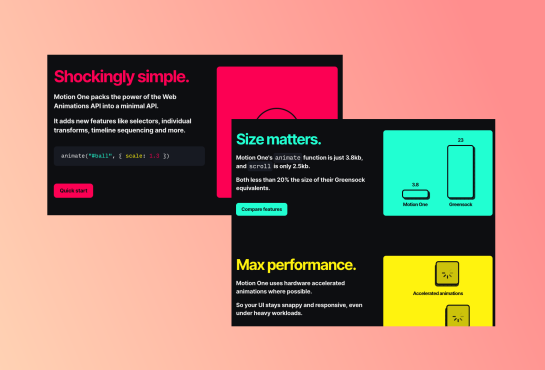 Shockingly simple.
Motion One packs the power of the Web
Animations API into a minimal API.
It adds new features like selectors, individual
transforms, timeline sequencing and more.
animate("#ball", { scale: 1.5 })
Quick start
Size matters.
Motion One's animate function is just 3.8kb,
and scroll is only 2.5kb.
Both less than 20% the size of their Greensock
equivalents.
Compare features
23
3.8
Motion One
Greensock
Max performance.
Motion One uses hardware accelerated
animations where possible.
So your UI stays snappy and responsive, even
under heavy workloads.
Accelerated animations